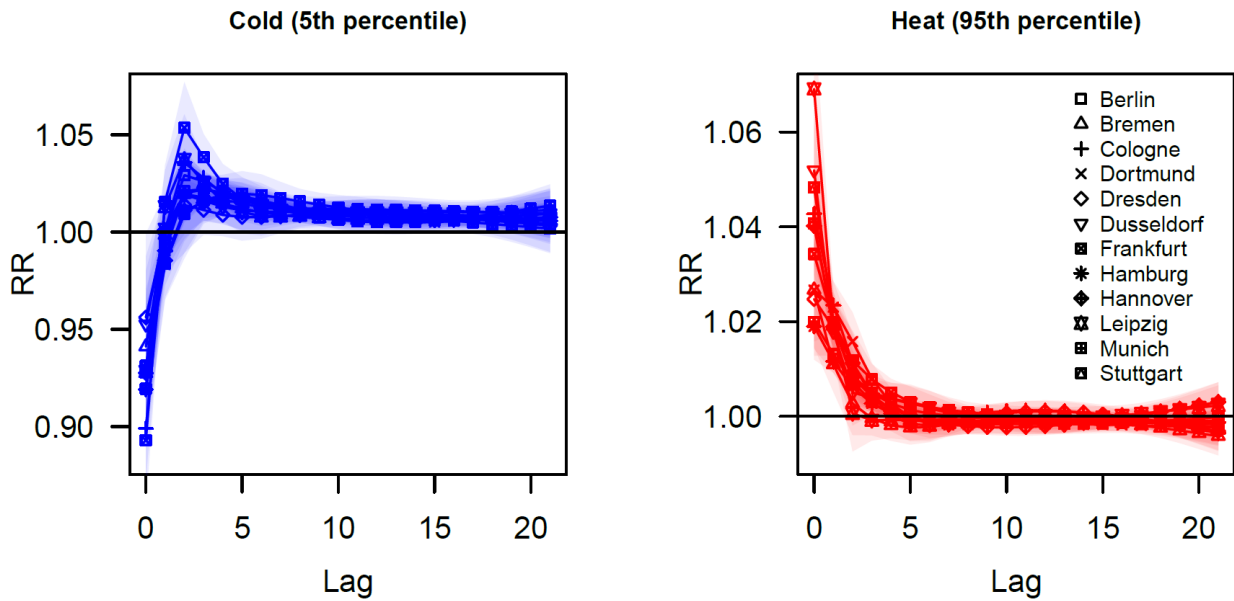 Cold (5th percentile)
RR
1.05
1.00
0.95
0.90
0
5
10
15
20
Lag
Heat (95th percentile)
RR
1.06
1.04
1.02
1.00
0
5
10
15
20
Lag
Berlin
Bremen
Cologne
Dortmund
Dresden
Dusseldorf
Frankfurt
Hamburg
Hannover
Leipzig
Munich
Stuttgart